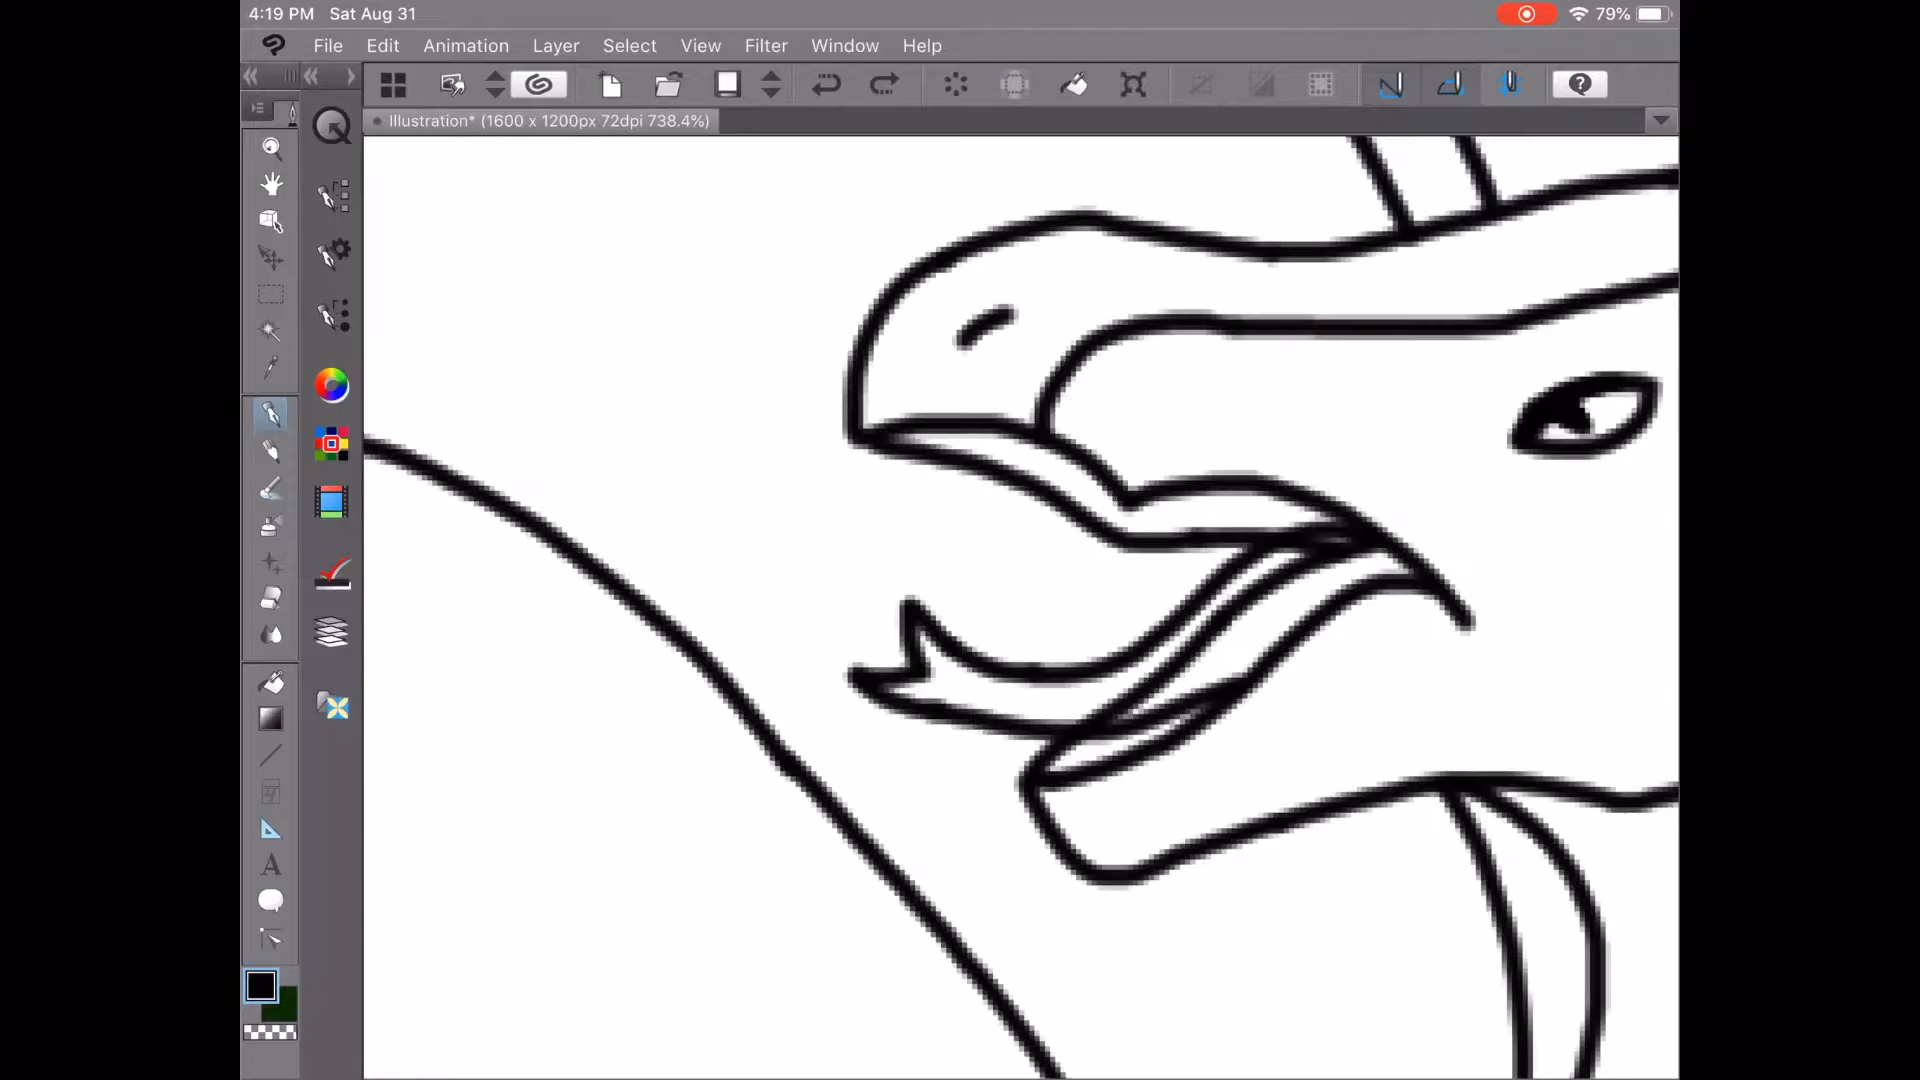 4:19 PM Sat Aug 31
79%
File Edit Animation Layer Select View Filter Window Help
Illustration* (1600 x 1200px 72dpi 738.4%)